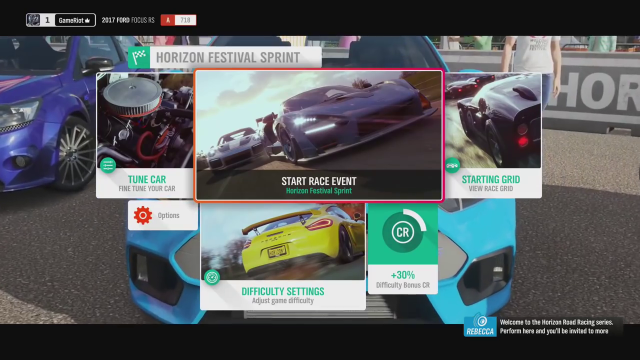 1 GameRiot 2017 FORD FOCUS RS A 718
HORIZON FESTIVAL SPRINT
HOR
TUNE CAR
FINE TUNE YOUR CAR
START RACE EVENT
Horizon Festival Sprint
STARTING GRID
VIEW RACE GRID
Options
CR
+30%
Difficulty Bonus CR
DIFFICULTY SETTINGS
Adjust game difficulty
REBECCA
Welcome to the Horizon Road Racing series.
Perform here and you'll be invited to more